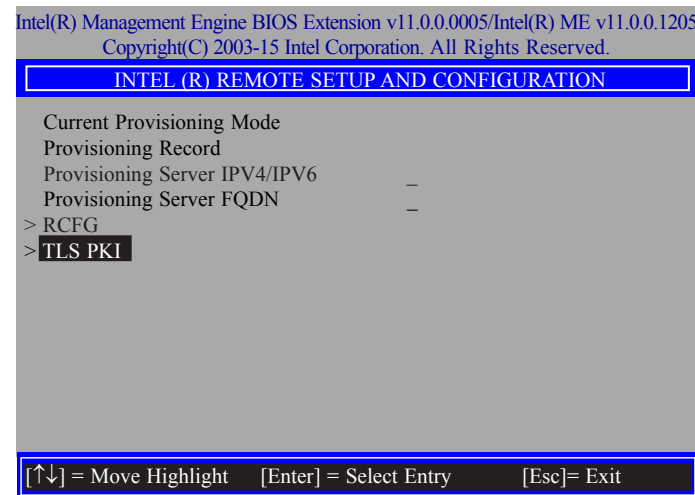 Intel(R) Management Engine BIOS Extension v11.0.0.0005/Intel(R) ME v11.0.0.1205
Copyright(C) 2003-15 Intel Corporation. All Rights Reserved.
INTEL (R) REMOTE SETUP AND CONFIGURATION
Current Provisioning Mode
Provisioning Record
Provisioning Server IPV4/IPV6 _
Provisioning Server FQDN _
> RCFG
> TLS PKI
[↑↓] = Move Highlight [Enter] = Select Entry [Esc]= Exit